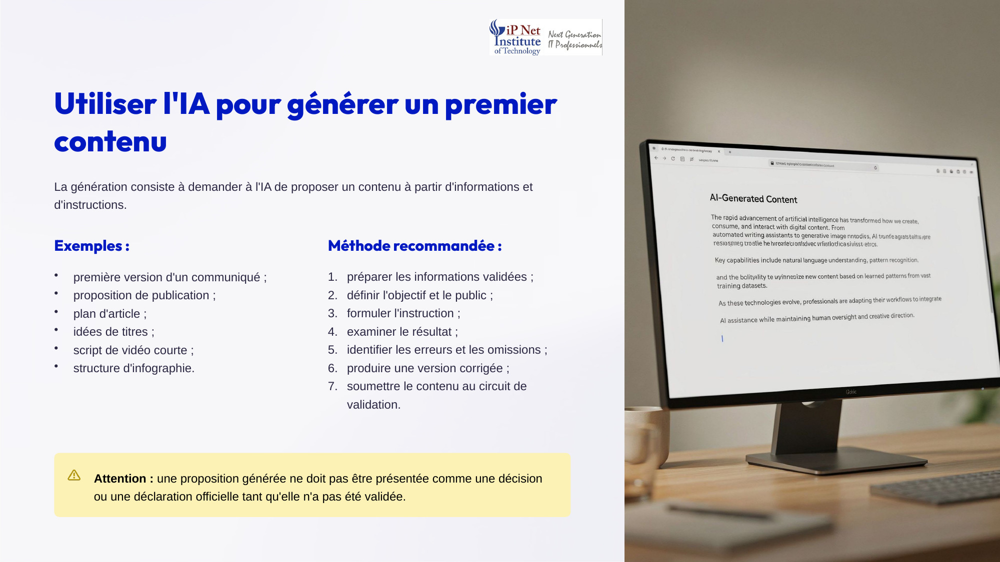 iP Net
Institute
of Technology
Next Generation
IT Professionnels
Utiliser l'IA pour générer un premier
contenu
La génération consiste à demander à l'IA de proposer un contenu à partir d'informations et
d'instructions.
Exemples :
• première version d'un communiqué ;
• proposition de publication ;
• plan d'article ;
• idées de titres ;
• script de vidéo courte ;
• structure d'infographie.
Méthode recommandée :
1. préparer les informations validées ;
2. définir l'objectif et le public ;
3. formuler l'instruction ;
4. examiner le résultat ;
5. identifier les erreurs et les omissions ;
6. produire une version corrigée ;
7. soumettre le contenu au circuit de
validation.
Attention : une proposition générée ne doit pas être présentée comme une décision
ou une déclaration officielle tant qu'elle n'a pas été validée.
AI-Generated Content
The rapid advancement of artificial intelligence has transformed how we create,
consume, and interact with digital content. From
automated writing assistants to generative image AI
Key capabilities include natural language understanding, pattern recognition.
and the new content based on learned patterns from vast
training datasets.
As these technologies evolve, professionals are adapting their workflows to integrate
AI assistance while maintaining human oversight and creative direction.